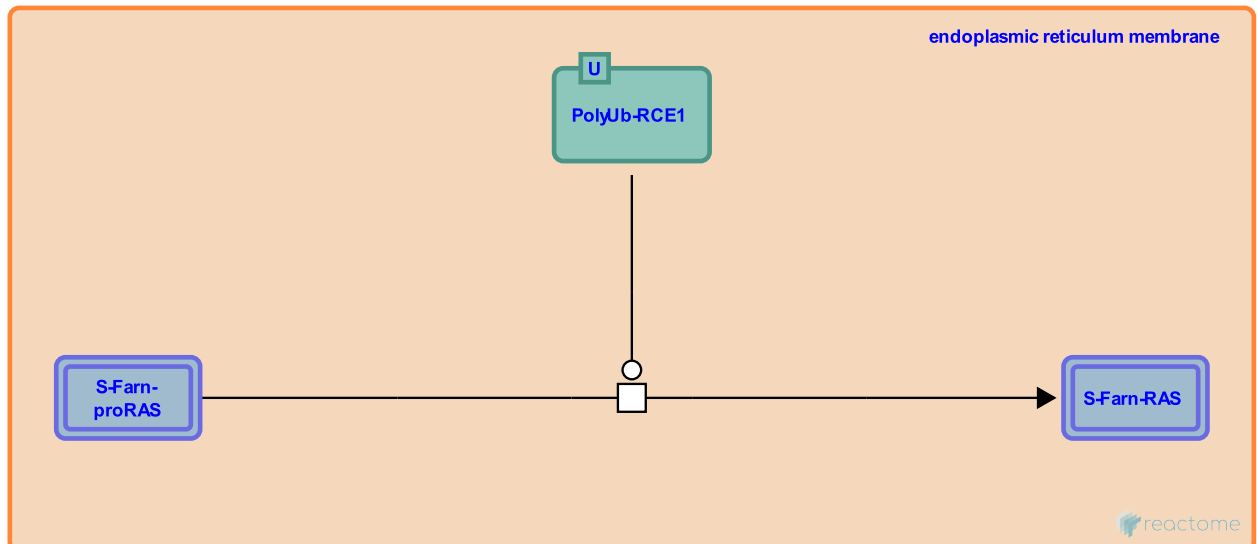 endoplasmic reticulum membrane
U
PolyUb-RCE1
S-Farn-
proRAS
S-Farn-RAS
reactome